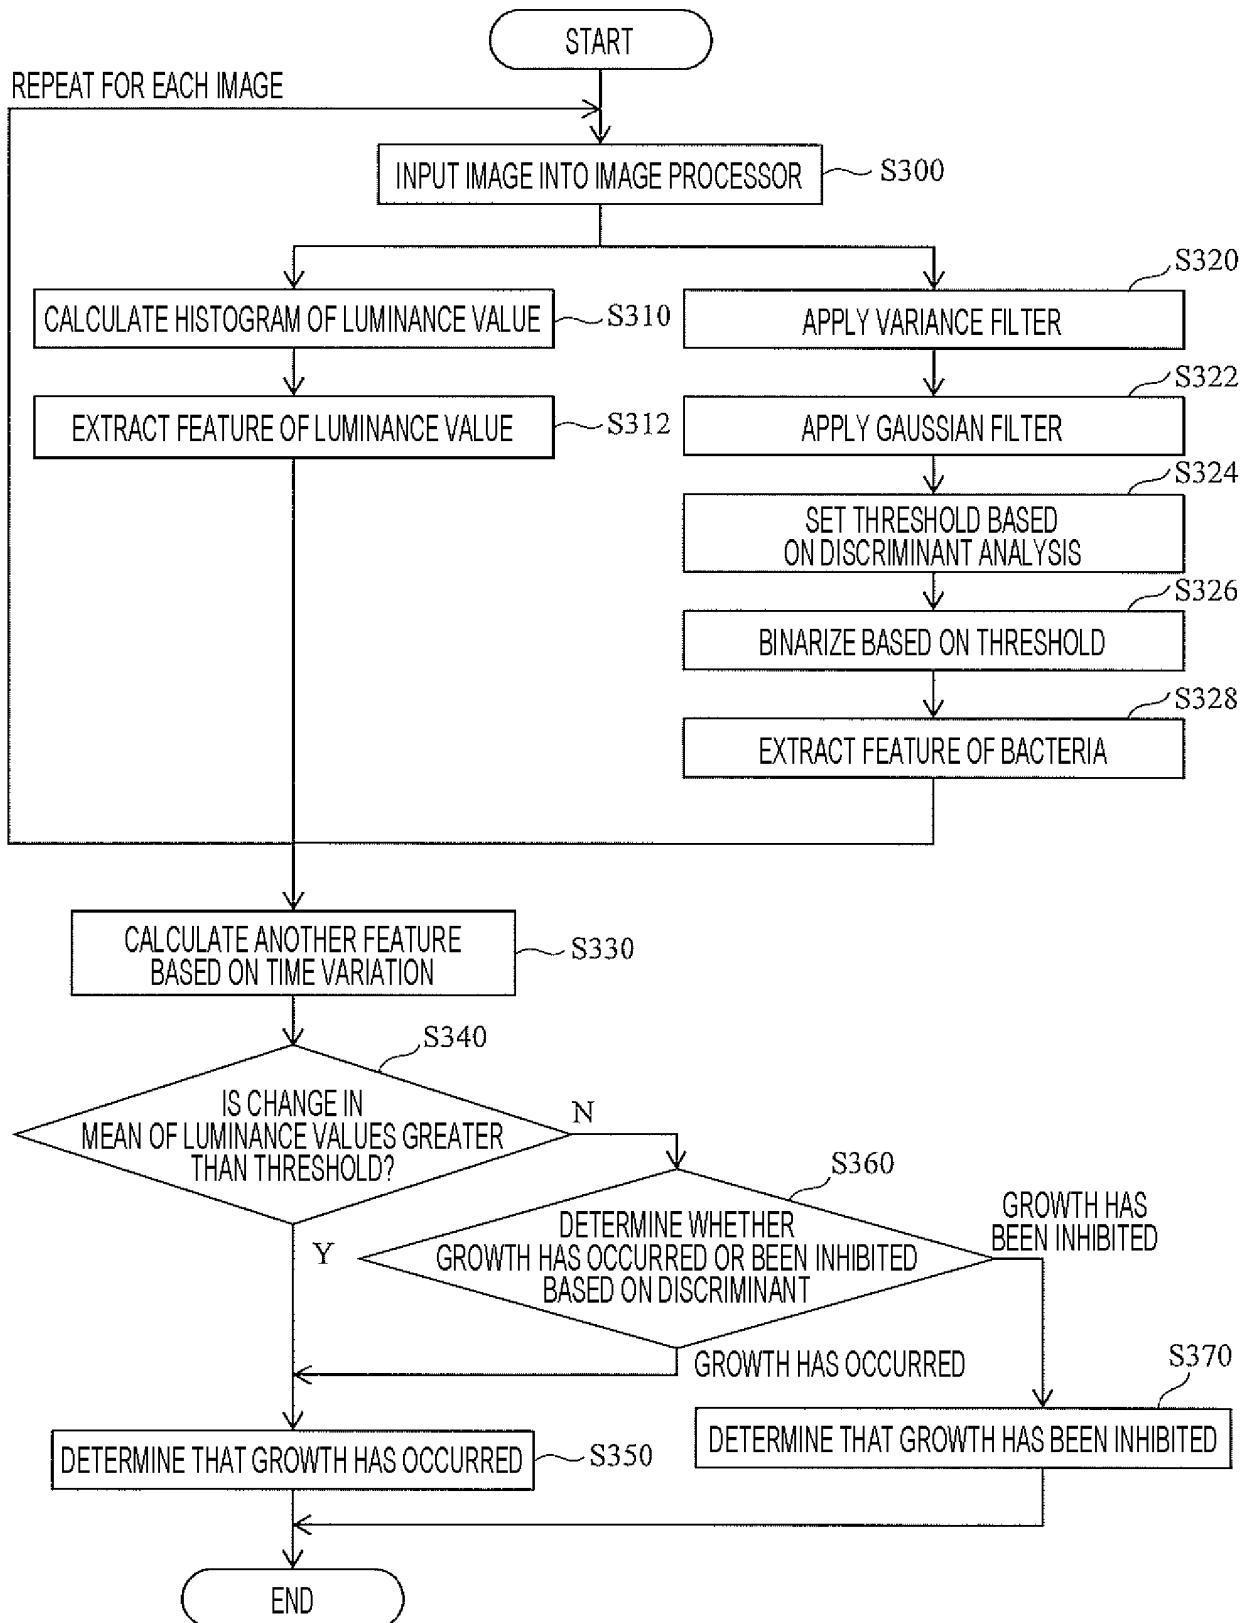 START
REPEAT FOR EACH IMAGE
INPUT IMAGE INTO IMAGE PROCESSOR
S300
CALCULATE HISTOGRAM OF LUMINANCE VALUE
S310
EXTRACT FEATURE OF LUMINANCE VALUE
S312
S320
APPLY VARIANCE FILTER
S322
APPLY GAUSSIAN FILTER
S324
SET THRESHOLD BASED
ON DISCRIMINANT ANALYSIS
S326
BINARIZE BASED ON THRESHOLD
S328
EXTRACT FEATURE OF BACTERIA
CALCULATE ANOTHER FEATURE
BASED ON TIME VARIATION
S330
S340
IS CHANGE IN
MEAN OF LUMINANCE VALUES GREATER
THAN THRESHOLD?
N
Y
S360
DETERMINE WHETHER
GROWTH HAS OCCURRED OR BEEN INHIBITED
BASED ON DISCRIMINANT
GROWTH HAS
BEEN INHIBITED
GROWTH HAS OCCURRED
S370
DETERMINE THAT GROWTH HAS BEEN INHIBITED
DETERMINE THAT GROWTH HAS OCCURRED
S350
END